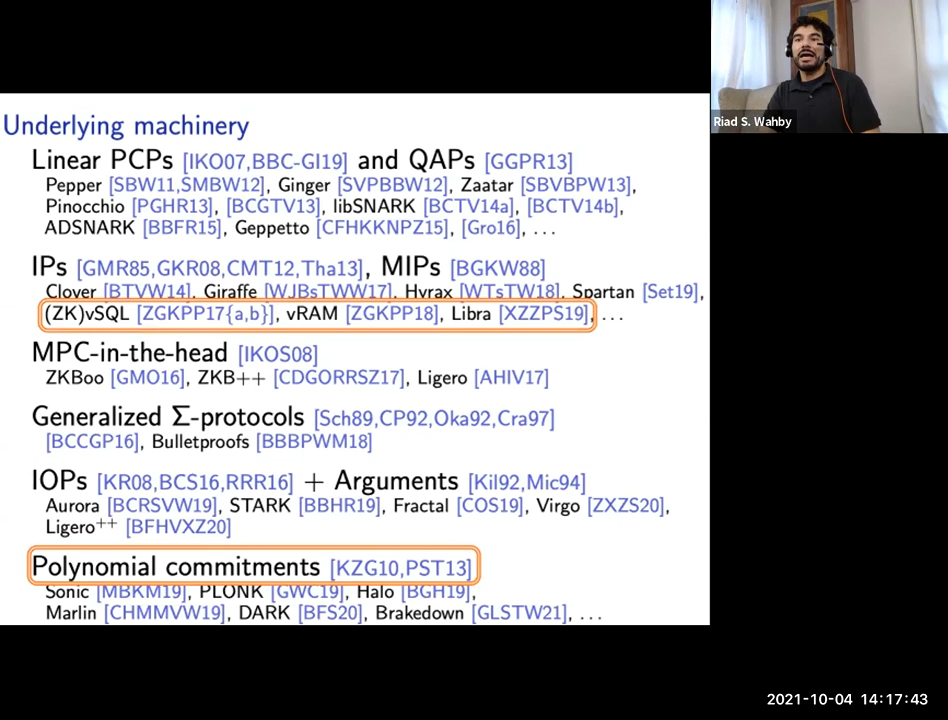 Riad S. Wahby
Underlying machinery
Linear PCPs [IKO07,BBC-GI19] and QAPs [GGPR13]
Pepper [SBW11,SMBW12], Ginger [SVPBBW12], Zaatar [SBVBPW13],
Pinocchio [PGHR13], [BCGTV13], libSNARK [BCTV14a], [BCTV14b],
ADSNARK [BBFR15], Geppetto [CFHKKNPZ15], [Gro16], ...
IPs [GMR85,GKR08,CMT12,Tha13], MIPs [BGKW88]
Clover [BTVW14], Giraffe [WJBsTWW17], Hyrax [WTsTW18], Spartan [Set19],
(ZK)vSQL [ZGKPP17{a,b}], vRAM [ZGKPP18], Libra [XZZPS19], ...
MPC-in-the-head [IKOS08]
ZKBoo [GMO16], ZKB++ [CDGORRSZ17], Ligero [AHIV17]
Generalized Σ-protocols [Sch89,CP92,Oka92,Cra97]
[BCCGP16], Bulletproofs [BBBPWM18]
IOPs [KR08,BCS16,RRR16] + Arguments [Kil92,Mic94]
Aurora [BCRSVW19], STARK [BBHR19], Fractal [COS19], Virgo [ZXZS20],
Ligero⁺⁺ [BFHVXZ20]
Polynomial commitments [KZG10,PST13]
Sonic [MBKM19], PLONK [GWC19], Halo [BGH19],
Marlin [CHMMVW19], DARK [BFS20], Brakedown [GLSTW21], ...
2021-10-04 14:17:43